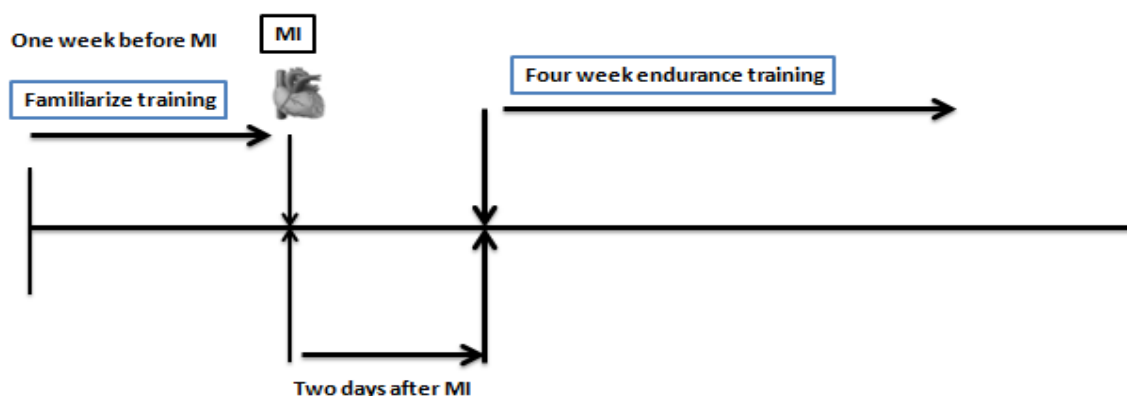 One week before MI
MI
Familiarize training
Four week endurance training
Two days after MI